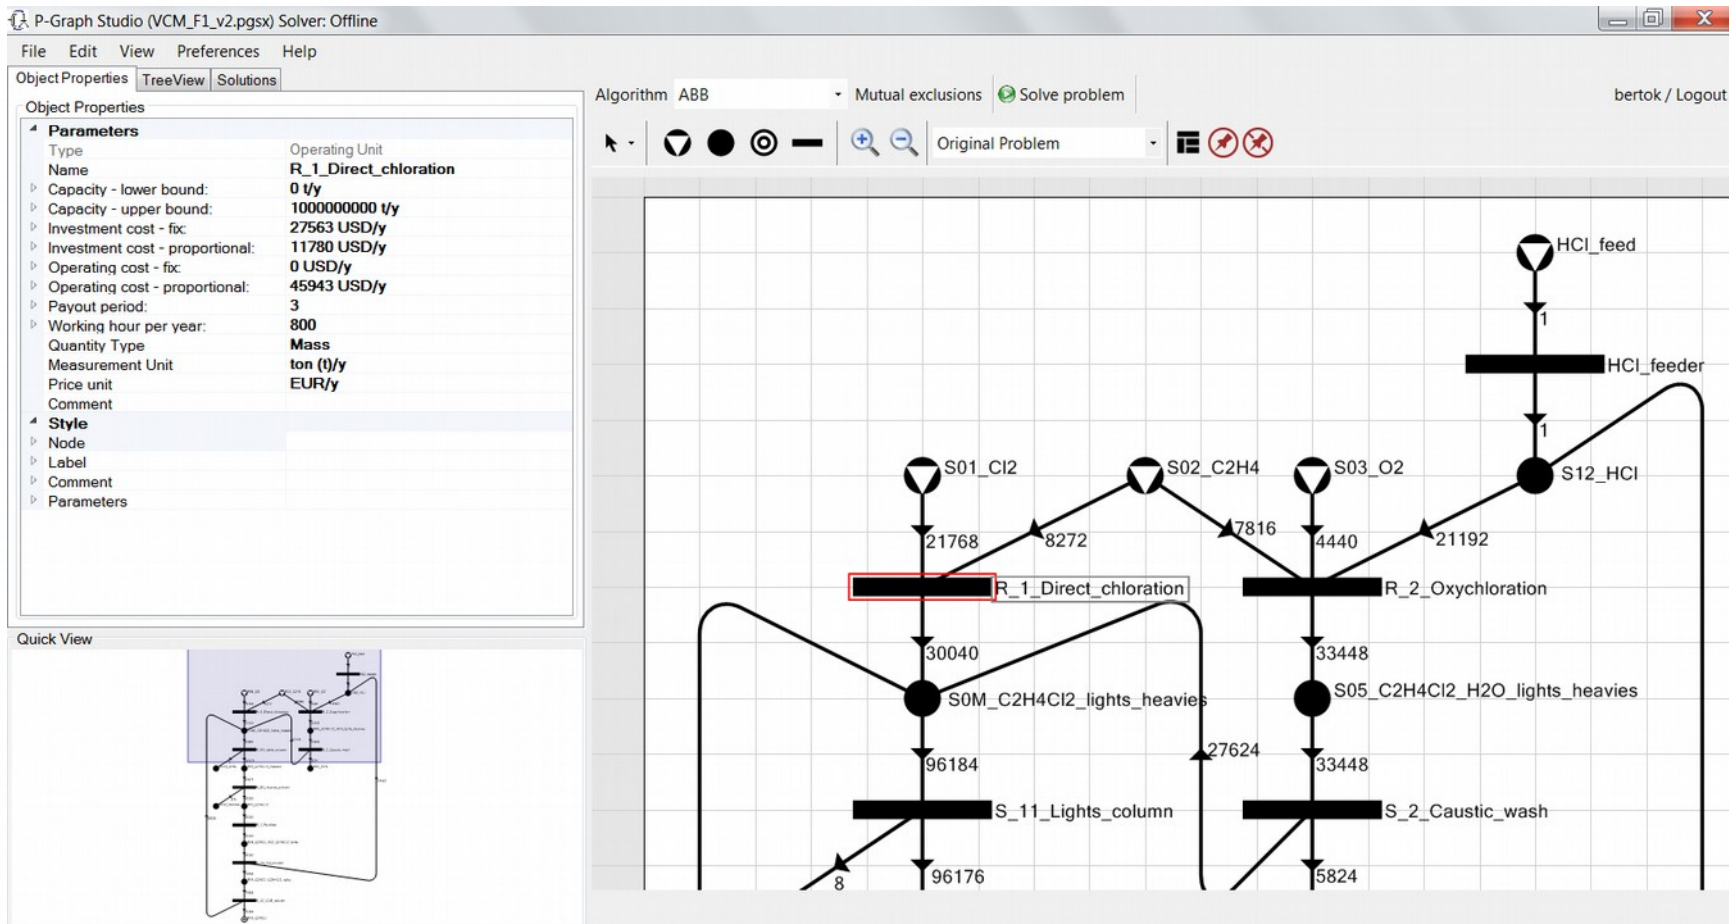 P-Graph Studio (VCM_F1_v2.pgsx) Solver: Offline
File Edit View Preferences Help
Object Properties TreeView Solutions
Algorithm ABB Mutual exclusions Solve problem bertok / Logout
Original Problem
Object Properties
Parameters
Type Operating Unit
Name R_1_Direct_chloration
Capacity - lower bound: 0 t/y
Capacity - upper bound: 1000000000 t/y
Investment cost - fix: 27563 USD/y
Investment cost - proportional: 11780 USD/y
Operating cost - fix: 0 USD/y
Operating cost - proportional: 45943 USD/y
Payout period: 3
Working hour per year: 800
Quantity Type Mass
Measurement Unit ton (t)/y
Price unit EUR/y
Comment
Style
Node
Label
Comment
Parameters
Quick View
HCl_feed
1
HCl_feeder
1
S01_Cl2 S02_C2H4 S03_O2 S12_HCl
21768 8272 7816 4440 21192
R_1_Direct_chloration R_2_Oxychloration
30040 33448
S0M_C2H4Cl2_lights_heavies S05_C2H4Cl2_H2O_lights_heavies
96184 27624 33448
S_11_Lights_column S_2_Caustic_wash
8 96176 5824